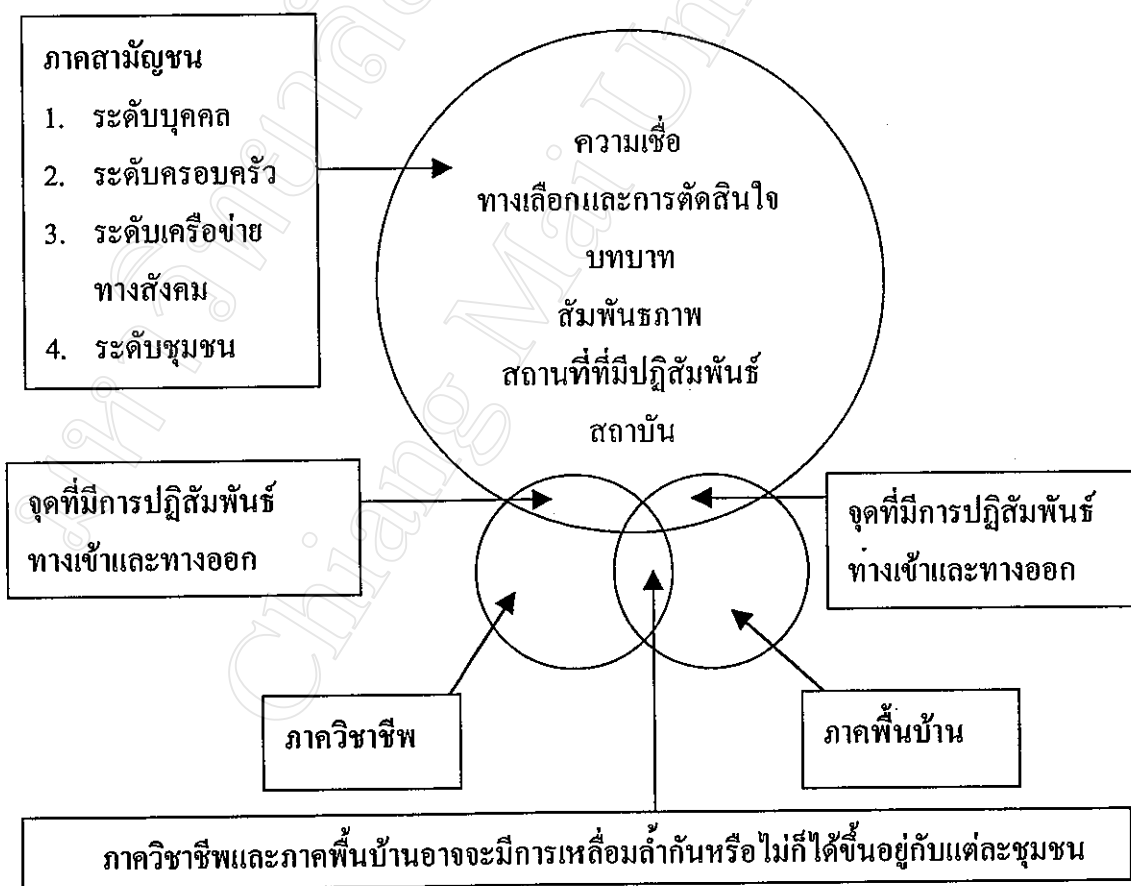 ภาคสามัญชน
1. ระดับบุคคล
2. ระดับครอบครัว
3. ระดับเครือข่าย
ทางสังคม
4. ระดับชุมชน
ความเชื่อ
ทางเลือกและการตัดสินใจ
บทบาท
สัมพันธภาพ
สถานที่ที่มีปฏิสัมพันธ์
สถาบัน
จุดที่มีการปฏิสัมพันธ์
ทางเข้าและทางออก
จุดที่มีการปฏิสัมพันธ์
ทางเข้าและทางออก
ภาควิชาชีพ
ภาคพื้นบ้าน
ภาควิชาชีพและภาคพื้นบ้านอาจจะมีการเหลื่อมล้ำกันหรือไม่ก็ได้ขึ้นอยู่กับแต่ละชุมชน
Chiang Mai Uni